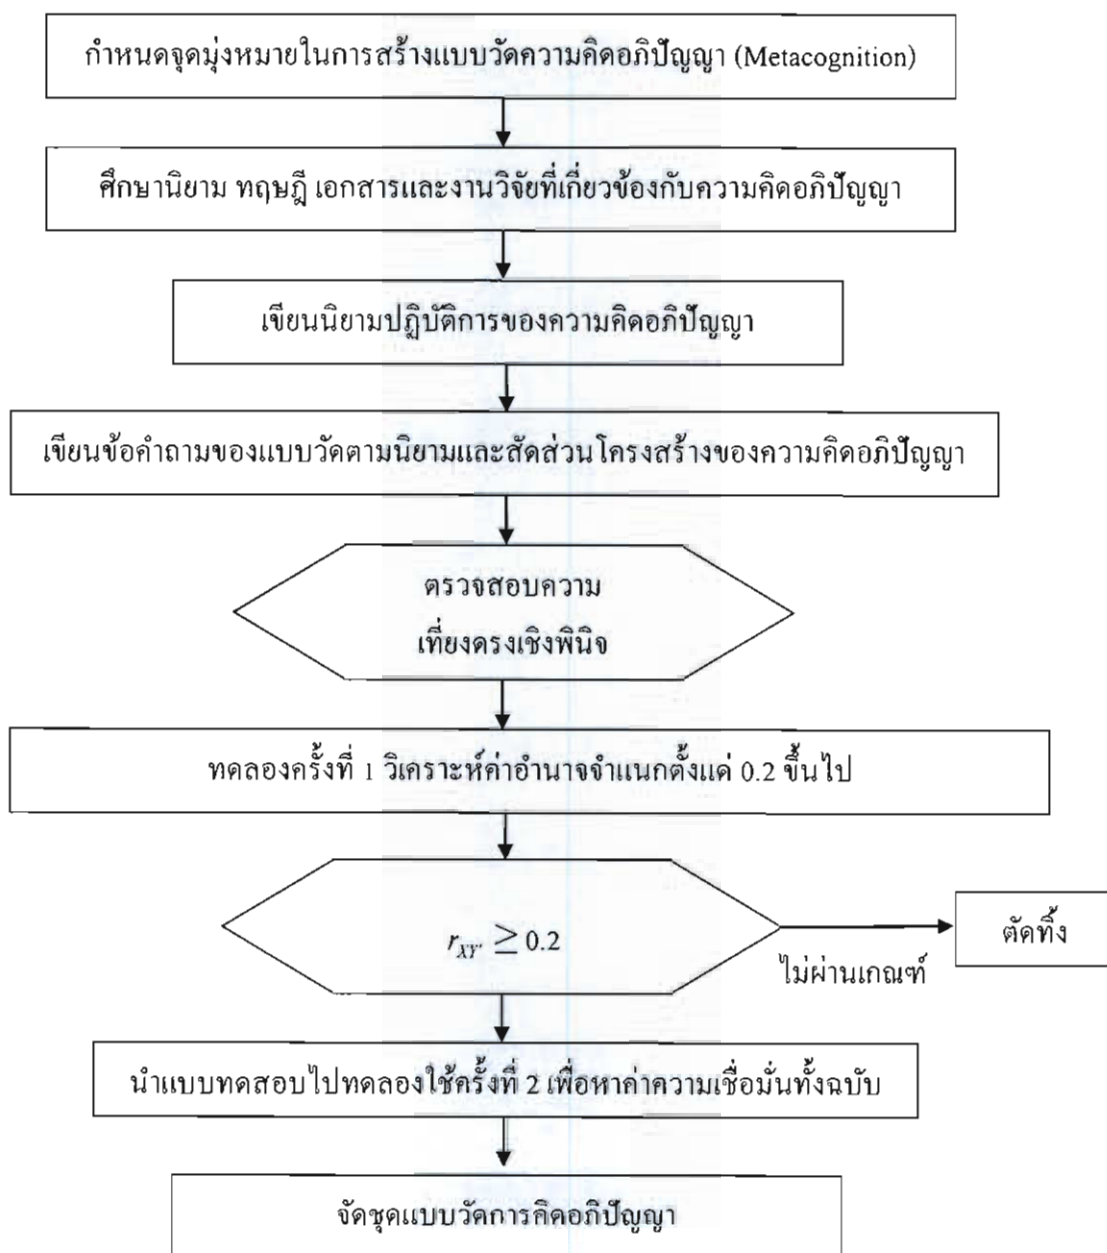 กำหนดจุดมุ่งหมายในการสร้างแบบวัดความคิดอภิปัญญา (Metacognition)
ศึกษานิยาม ทฤษฎี เอกสารและงานวิจัยที่เกี่ยวข้องกับความคิดอภิปัญญา
เขียนนิยามปฏิบัติการของความคิดอภิปัญญา
เขียนข้อคำถามของแบบวัดตามนิยามและสัดส่วนโครงสร้างของความคิดอภิปัญญา
ตรวจสอบความ
เที่ยงตรงเชิงพินิจ
ทดลองครั้งที่ 1 วิเคราะห์ค่าอำนาจจำแนกตั้งแต่ 0.2 ขึ้นไป
r_{XY} ≥ 0.2
ตัดทิ้ง
ไม่ผ่านเกณฑ์
นำแบบทดสอบไปทดลองใช้ครั้งที่ 2 เพื่อหาค่าความเชื่อมั่นทั้งฉบับ
จัดชุดแบบวัดการคิดอภิปัญญา